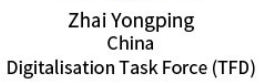 Zhai Yongping
China
Digitalisation Task Force (TFD)